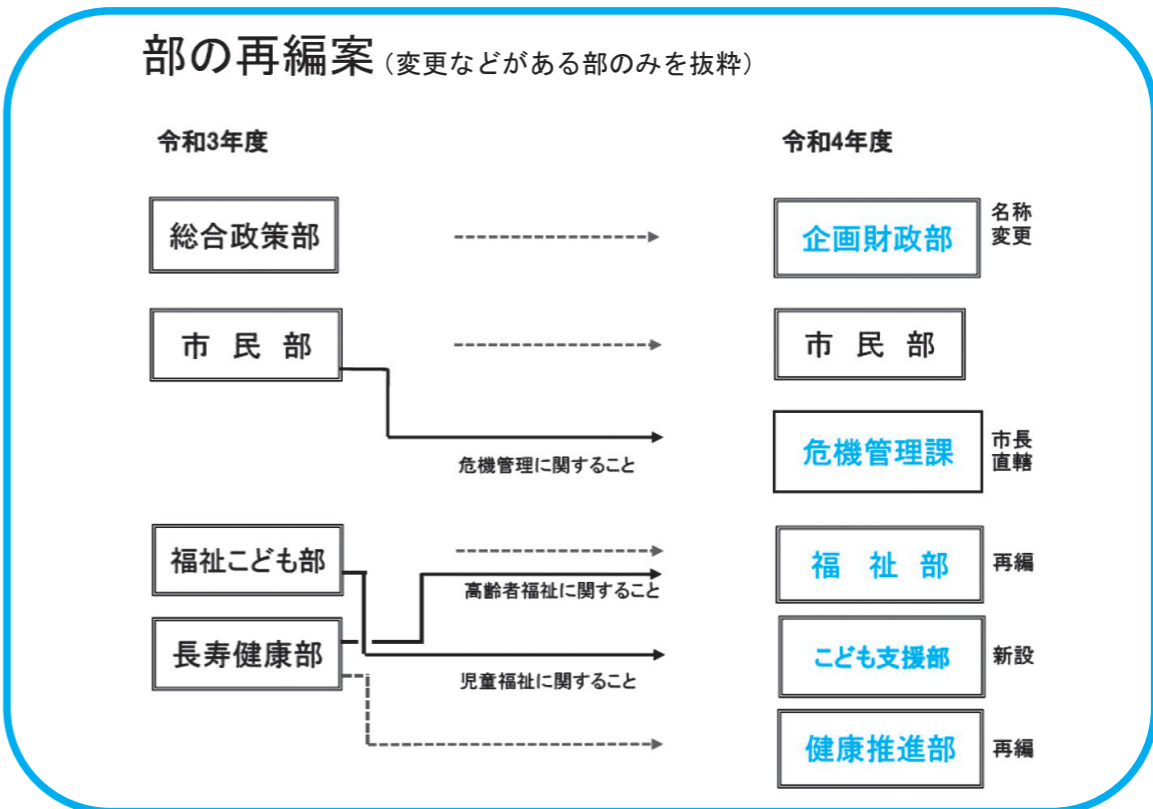 部の再編案(変更などがある部のみを抜粋)
令和3年度
令和4年度
総合政策部
企画財政部
名称
変更
市 民 部
市 民 部
危機管理に関すること
危機管理課
市長
直轄
福祉こども部
福 祉 部
再編
高齢者福祉に関すること
長寿健康部
こども支援部
新設
児童福祉に関すること
健康推進部
再編